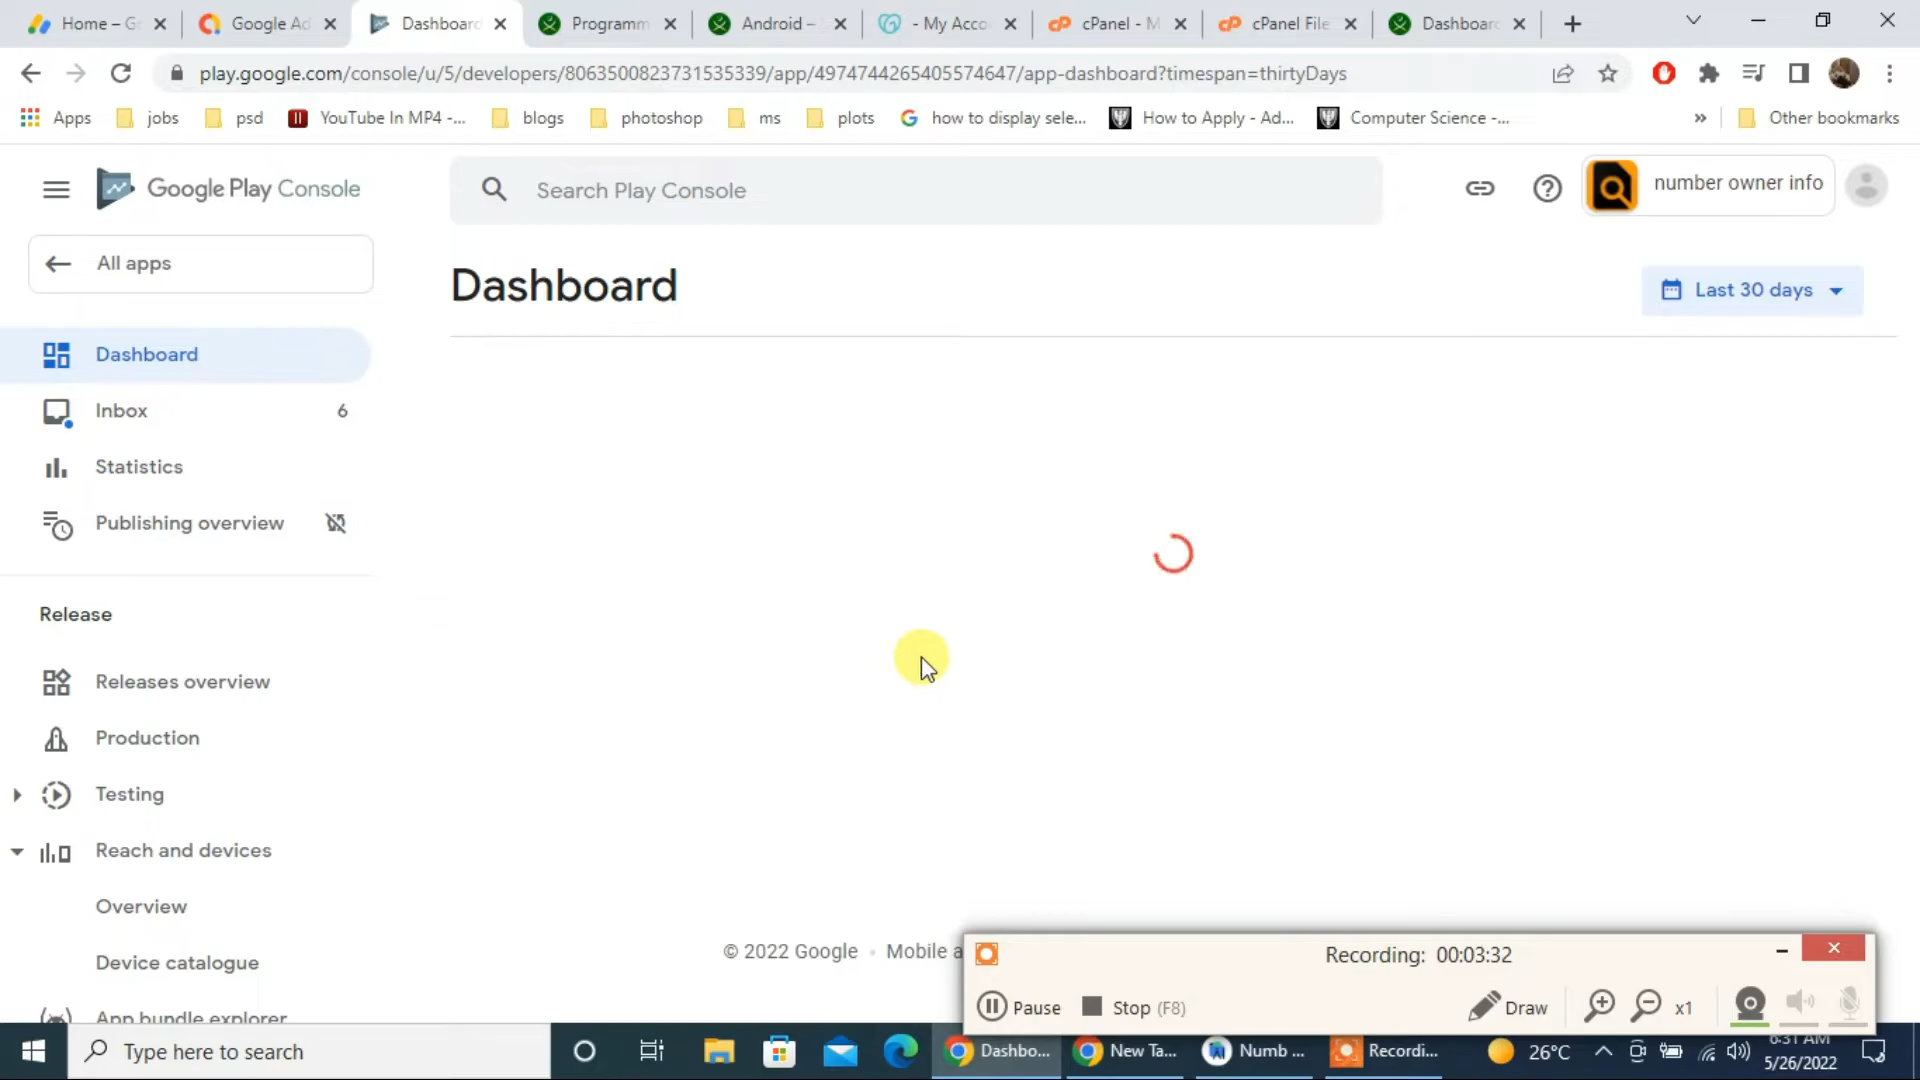 Home – G
Google Ad
Dashboard
Programm
Android –
- My Acco
cPanel - M
cPanel File
Dashboard
play.google.com/console/u/5/developers/8063500823731535339/app/4974744265405574647/app-dashboard?timespan=thirtyDays
Apps
jobs
psd
YouTube In MP4 -...
blogs
photoshop
ms
plots
how to display sele...
How to Apply - Ad...
Computer Science -...
»
Other bookmarks
Google Play Console
Search Play Console
number owner info
All apps
Dashboard
Last 30 days
Dashboard
Inbox 6
Statistics
Publishing overview
Release
Releases overview
Production
Testing
Reach and devices
Overview
Device catalogue
App bundle explorer
© 2022 Google · Mobile a
Recording: 00:03:32
Pause
Stop (F8)
Draw
x1
Type here to search
Dashbo...
New Ta...
Numb ...
Recordi...
26°C
6:31 AM
5/26/2022